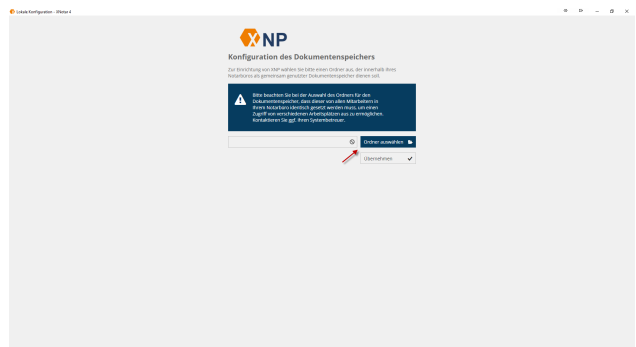 Lokale Konfiguration - XNotar 4
XNP
Konfiguration des Dokumentenspeichers
Zur Einrichtung von XNP wählen Sie bitte einen Ordner aus, der innerhalb Ihres
Notarbüros als gemeinsam genutzter Dokumentenspeicher dienen soll.
Bitte beachten Sie bei der Auswahl des Ordners für den
Dokumentenspeicher, dass dieser von allen Mitarbeitern in
Ihrem Notarbüro identisch gesetzt werden muss, um einen
Zugriff von verschiedenen Arbeitsplätzen aus zu ermöglichen.
Kontaktieren Sie ggf. Ihren Systembetreuer.
Ordner auswählen
Übernehmen